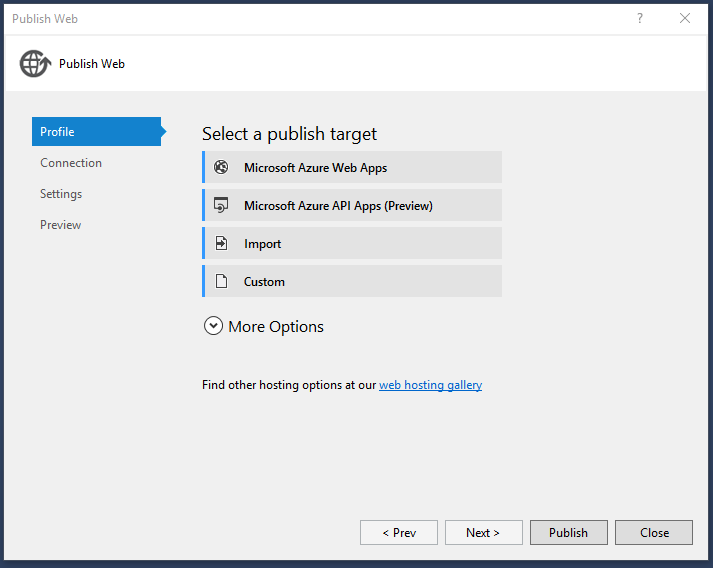 Publish Web
?
Publish Web
Profile
Connection
Settings
Preview
Select a publish target
Microsoft Azure Web Apps
Microsoft Azure API Apps (Preview)
Import
Custom
More Options
Find other hosting options at our web hosting gallery
< Prev
Next >
Publish
Close